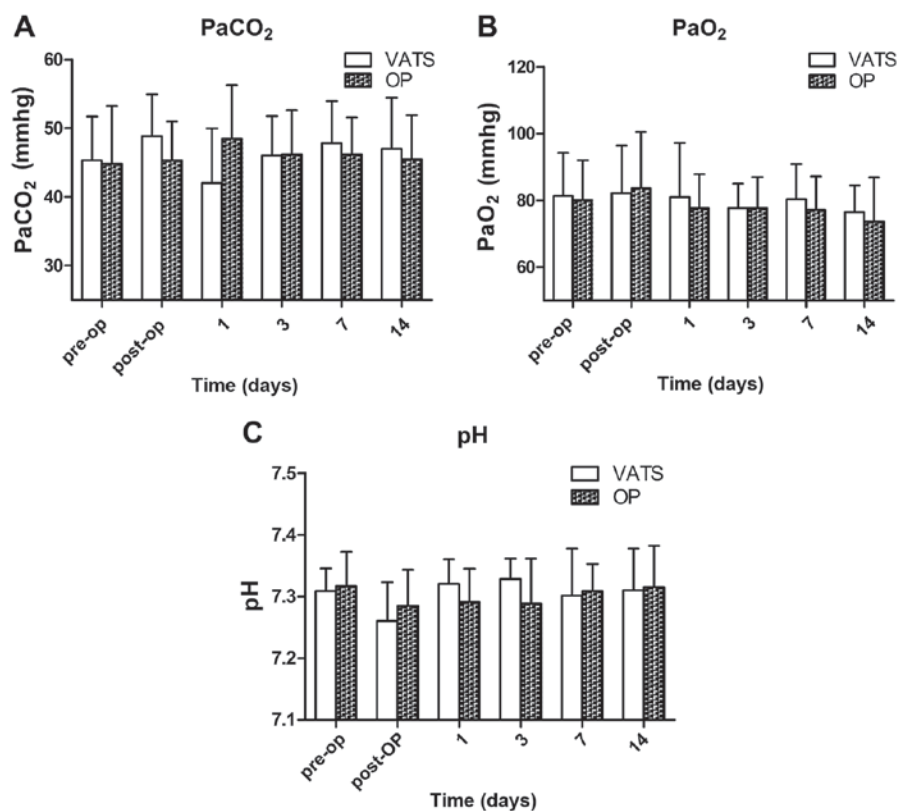 A
PaCO₂
VATS
OP
PaCO₂ (mmhg)
60
50
40
30
pre-op
post-op
1
3
7
14
Time (days)
B
PaO₂
VATS
OP
PaO₂ (mmhg)
120
100
80
60
pre-op
post-op
1
3
7
14
Time (days)
C
pH
VATS
OP
pH
7.5
7.4
7.3
7.2
7.1
pre-op
post-OP
1
3
7
14
Time (days)